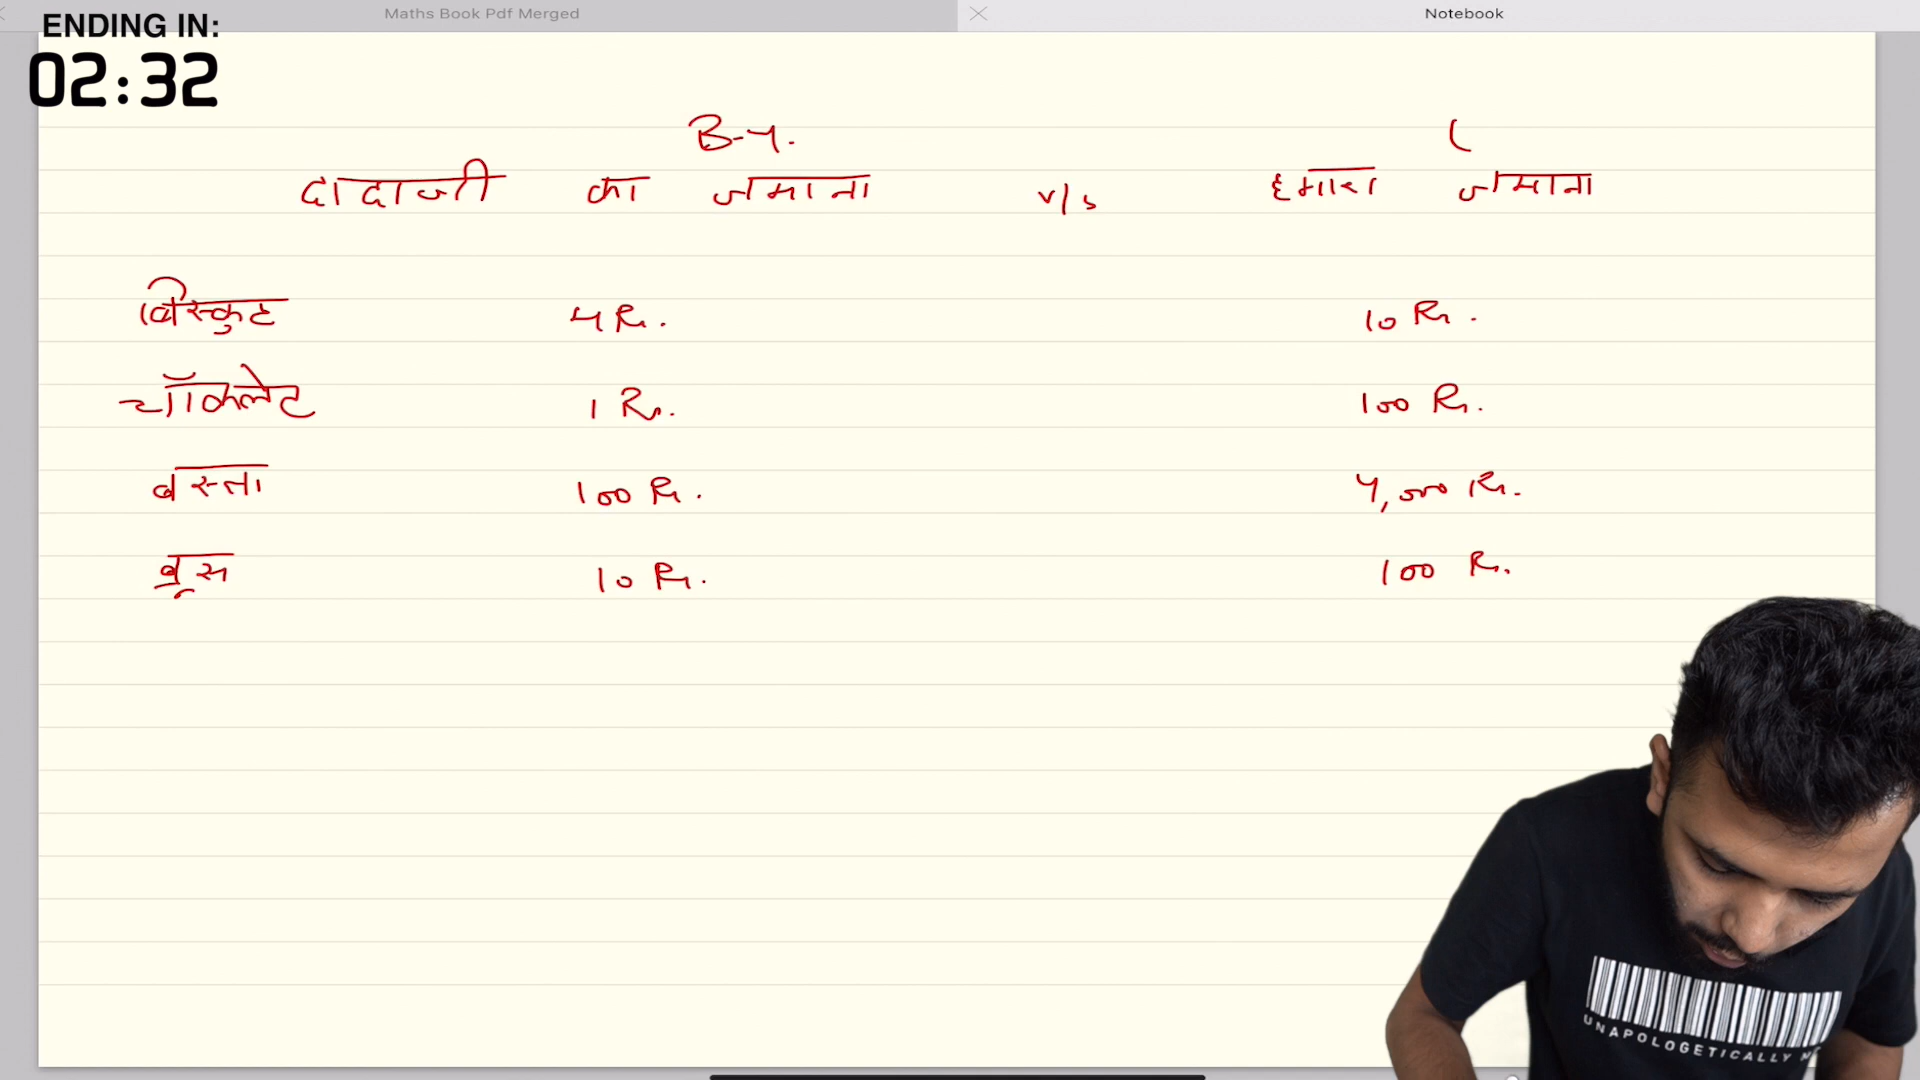 Maths Book Pdf Merged
Notebook
ENDING IN:
02:32
B-Y.
(
दादाजी का जमाना v/s हमारा जमाना
बिस्कुट 4 Rs. 10 Rs.
चॉकलेट 1 Rs. 100 Rs.
बस्ता 100 Rs. 4,000 Rs.
ब्रुस 10 Rs. 100 Rs.
UNAPOLOGETICALLY